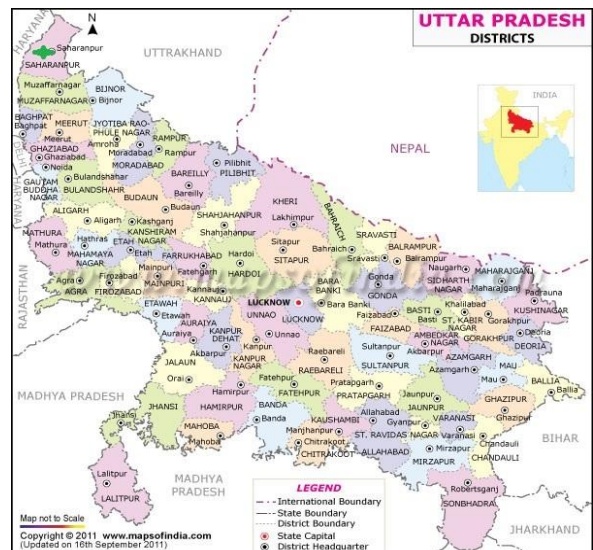 UTTAR PRADESH
DISTRICTS
HARYANA
Saharanpur
SAHARANPUR
UTTRAKHAND
Muzaffarnagar
MUZAFFARNAGAR
BIJNOR
Bijnor
INDIA
BAGHPAT
Baghpat
MEERUT
Meerut
JYOTIBA RAO-
PHULE NAGAR
Amroha
RAMPUR
Rampur
Moradabad
MORADABAD
GHAZIABAD
Ghaziabad
DELHI
Noida
NEPAL
Pilibhit
PILIBHIT
BAREILLY
Bareilly
GAUTAM
BUDDHA
NAGAR
Bulandshahar
BULANDSHAHR
HARYANA
BUDAUN
Budaun
KHERI
Lakhimpur
BAHRAICH
Bahraich
ALIGARH
Aligarh
Kashganj
KANSHIRAM
NAGAR
SHAHJAHANPUR
Shahjahanpur
SRAVASTI
Sravasti
BALRAMPUR
Balrampur
MATHURA
Mathura
Hathras
MAHAMAYA
NAGAR
ETAH
Etah
FARRUKHABAD
Fatehgarh
Hardoi
HARDOI
Sitapur
SITAPUR
Naugarh
SIDHARTH
NAGAR
MAHARAJGANJ
Maharajganj
Padrauna
KUSHINAGAR
RAJASTHAN
Agra
AGRA
Firozabad
FIROZABAD
Mainpuri
MAINPURI
Kannauj
KANNAUJ
LUCKNOW
LUCKNOW
BARA
BANKI
Bara Banki
Gonda
GONDA
Faizabad
FAIZABAD
BASTI
Basti
Khalilabad
ST. KABIR
NAGAR
Gorakhpur
GORAKHPUR
Deoria
DEORIA
ETAWAH
Etawah
AURAIYA
Auraiya
KANPUR
DEHAT
Akbarpur
Kanpur
KANPUR
NAGAR
UNNAO
Unnao
Raebareli
RAEBARELI
Sultanpur
SULTANPUR
AMBEDKAR
NAGAR
Akbarpur
AZAMGARH
Azamgarh
MAU
Mau
BALLIA
Ballia
JALAUN
Orai
Fatehpur
FATEHPUR
Pratapgarh
PRATAPGARH
Jaunpur
JAUNPUR
GHAZIPUR
Ghazipur
MADHYA PRADESH
Jhansi
JHANSI
Hamirpur
HAMIRPUR
MAHOBA
Mahoba
BANDA
Banda
KAUSHAMBI
Manjhanpur
Chitrakoot
CHITRAKOOT
Allahabad
ALLAHABAD
Gyanpur
ST. RAVIDAS NAGAR
VARANASI
Varanasi
Chandauli
CHANDAULI
BIHAR
Mirzapur
MIRZAPUR
Lalitpur
LALITPUR
MADHYA
PRADESH
Robertsganj
SONBHADRA
JHARKHAND
LEGEND
International Boundary
State Boundary
District Boundary
State Capital
District Headquarter
Map not to Scale
Copyright © 2011 www.mapsofindia.com
(Updated on 16th September 2011)